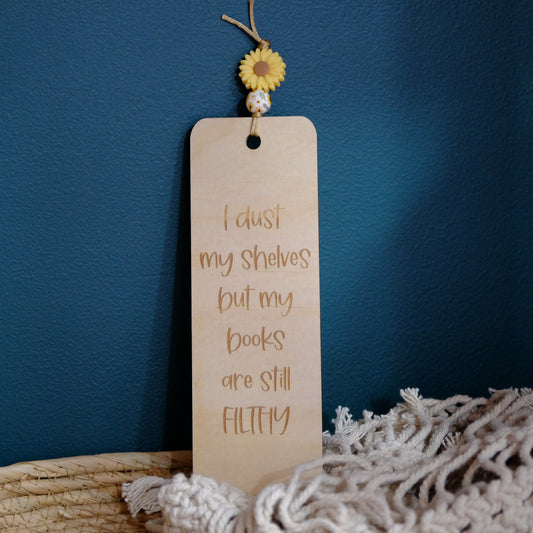 I dust
my shelves
but my
books
are still
FILTHY